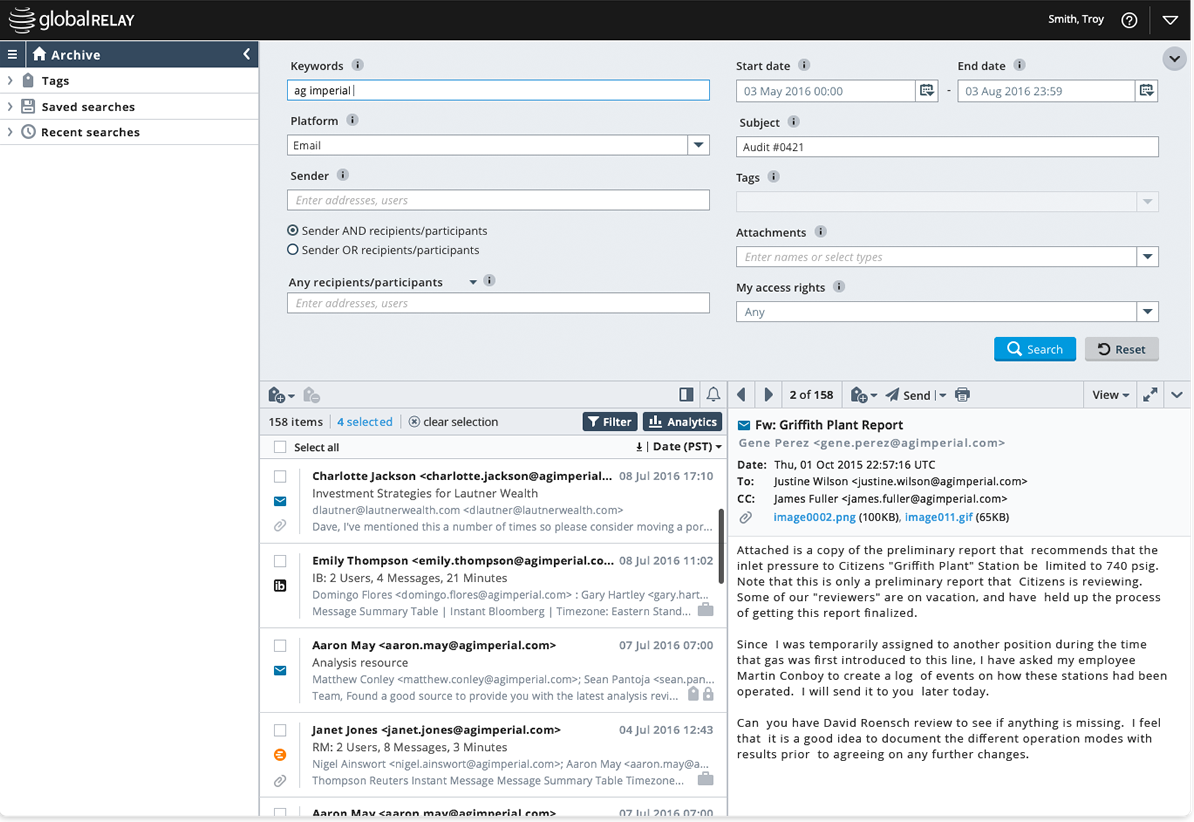 globalRELAY
Smith, Troy
Archive
Tags
Saved searches
Recent searches
Keywords
ag imperial
Platform
Email
Sender
Enter addresses, users
Sender AND recipients/participants
Sender OR recipients/participants
Any recipients/participants
Enter addresses, users
Start date
03 May 2016 00:00
-
End date
03 Aug 2016 23:59
Subject
Audit #0421
Tags
Attachments
Enter names or select types
My access rights
Any
Search
Reset
158 items
4 selected
clear selection
Filter
Analytics
Select all
Date (PST)
Charlotte Jackson <charlotte.jackson@agimperial... 08 Jul 2016 17:10
Investment Strategies for Lautner Wealth
dlautner@lautnerwealth.com <dlautner@lautnerwealth.com>
Dave, I've mentioned this a number of times so please consider moving a por...
Emily Thompson <emily.thompson@agimperial.co... 08 Jul 2016 11:02
IB: 2 Users, 4 Messages, 21 Minutes
Domingo Flores <domingo.flores@agimperial.com> : Gary Hartley <gary.hart...
Message Summary Table | Instant Bloomberg | Timezone: Eastern Stand...
Aaron May <aaron.may@agimperial.com> 07 Jul 2016 07:00
Analysis resource
Matthew Conley <matthew.conley@agimperial.com>; Sean Pantoja <sean.pan...
Team, Found a good source to provide you with the latest analysis revi...
Janet Jones <janet.jones@agimperial.com> 04 Jul 2016 12:43
RM: 2 Users, 8 Messages, 3 Minutes
Nigel Ainswort <nigel.ainswort@agimperial.com>; Aaron May <aaron.may@a...
Thompson Reuters Instant Message Message Summary Table Timezone...
Aaron May <aaron.may@agimperial.com> 07 Jul 2016 07:00
2 of 158
Send
View
Fw: Griffith Plant Report
Gene Perez <gene.perez@agimperial.com>
Date: Thu, 01 Oct 2015 22:57:16 UTC
To: Justine Wilson <justine.wilson@agimperial.com>
CC: James Fuller <james.fuller@agimperial.com>
image0002.png (100KB), image011.gif (65KB)
Attached is a copy of the preliminary report that recommends that the
inlet pressure to Citizens "Griffith Plant" Station be limited to 740 psig.
Note that this is only a preliminary report that Citizens is reviewing.
Some of our "reviewers" are on vacation, and have held up the process
of getting this report finalized.
Since I was temporarily assigned to another position during the time
that gas was first introduced to this line, I have asked my employee
Martin Conboy to create a log of events on how these stations had been
operated. I will send it to you later today.
Can you have David Roensch review to see if anything is missing. I feel
that it is a good idea to document the different operation modes with
results prior to agreeing on any further changes.